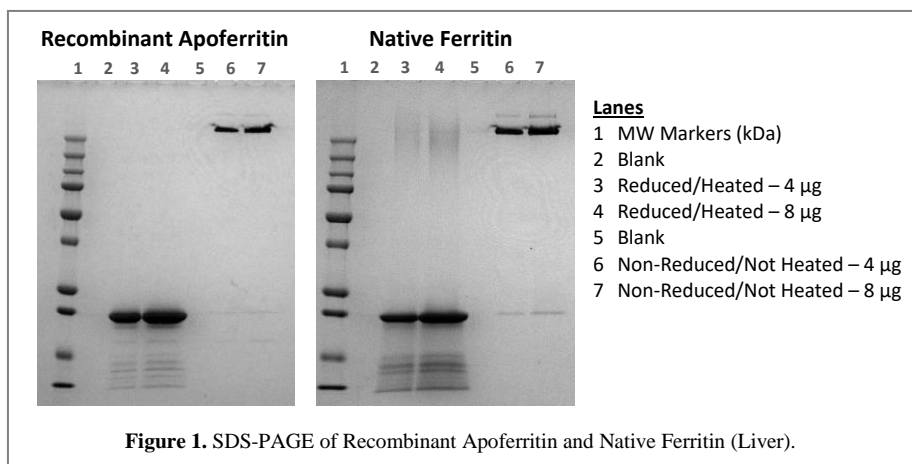 Recombinant Apoferritin
1 2 3 4 5 6 7
Native Ferritin
1 2 3 4 5 6 7
Lanes
1 MW Markers (kDa)
2 Blank
3 Reduced/Heated – 4 µg
4 Reduced/Heated – 8 µg
5 Blank
6 Non-Reduced/Not Heated – 4 µg
7 Non-Reduced/Not Heated – 8 µg
Figure 1. SDS-PAGE of Recombinant Apoferritin and Native Ferritin (Liver).